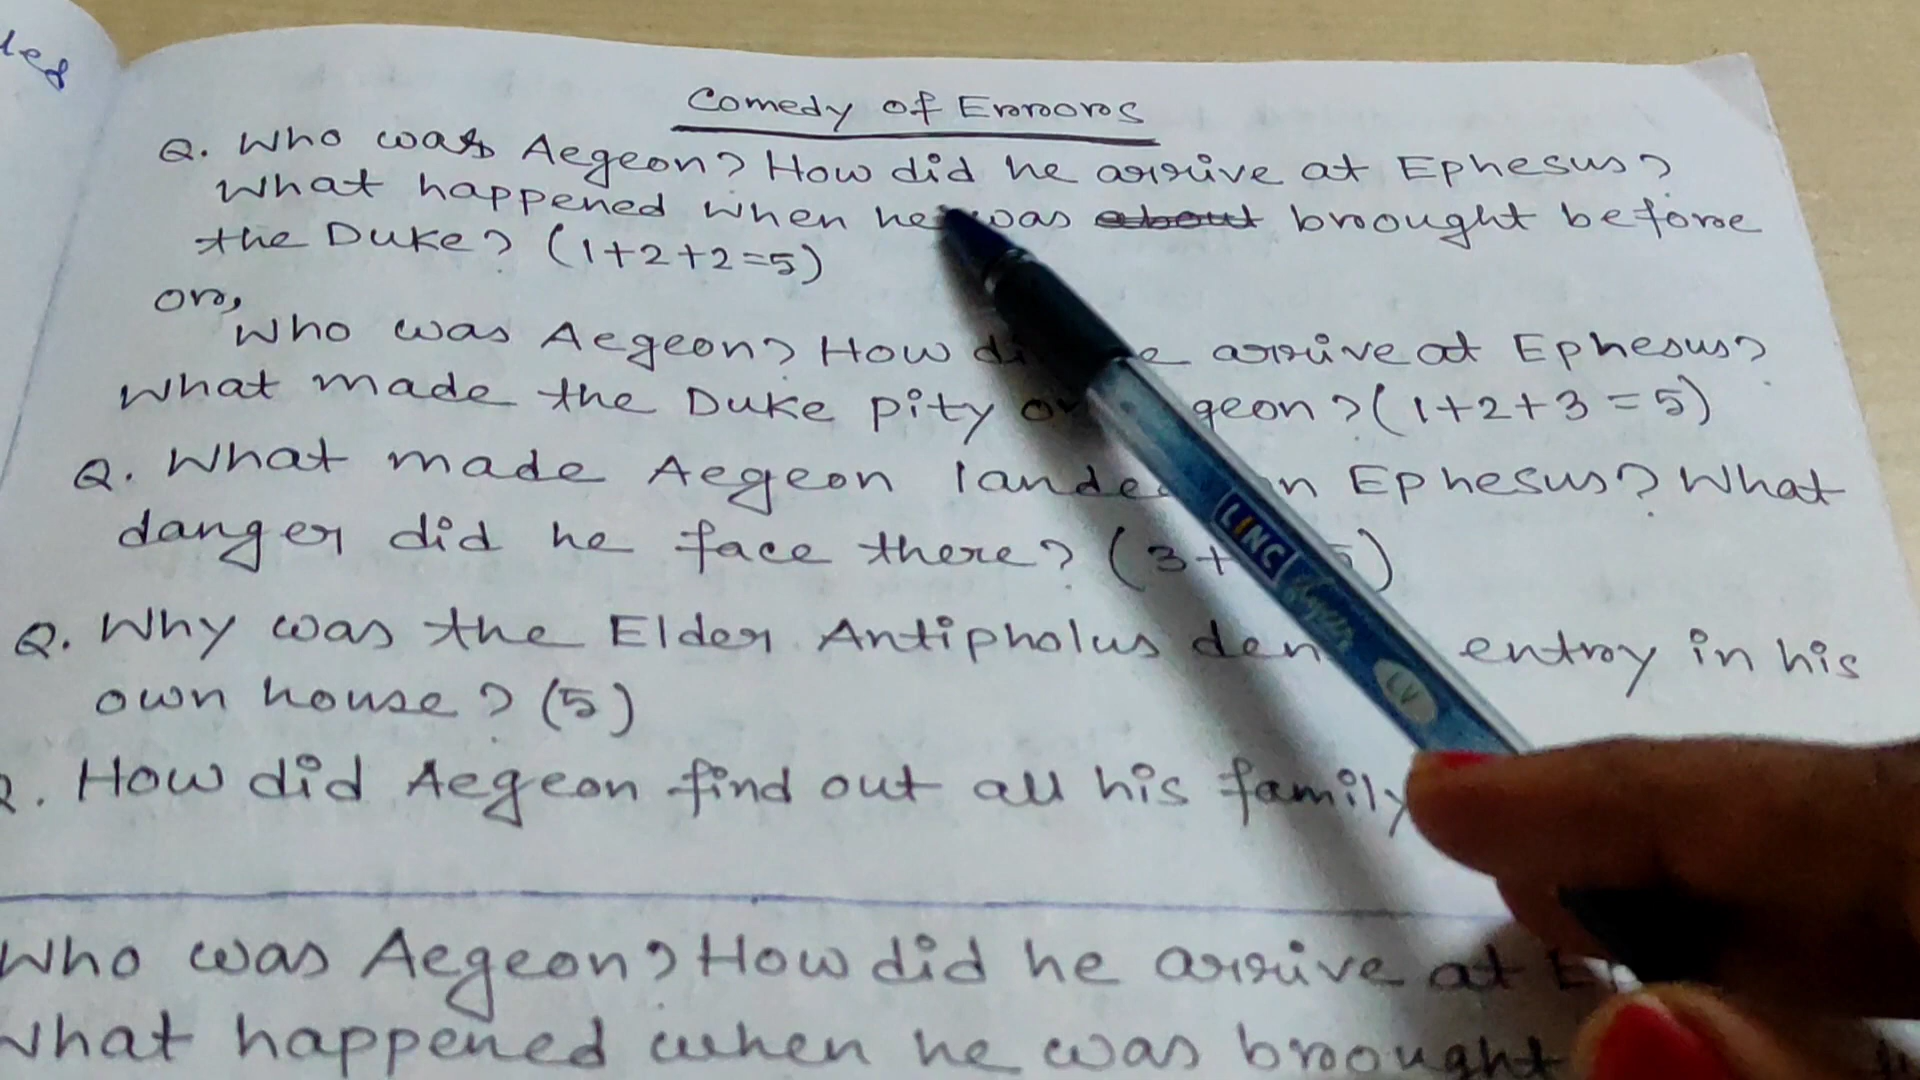 les
Comedy of Errors
Q. Who was Aegeon? How did he arrive at Ephesus?
What happened when he was about brought before
the Duke? (1+2+2=5)
or,
Who was Aegeon? How arrive at Ephesus?
What made the Duke pity (1+2+3=5)
Q. What made Aegeon Ephesus? What
danger did he face there? (3+
Q. Why was the Elder Antipholus entry in his
own house? (5)
. How did Aegeon find out all his family
Who was Aegeon? How did he arrive at
What happened when he was brought
LINC
LV